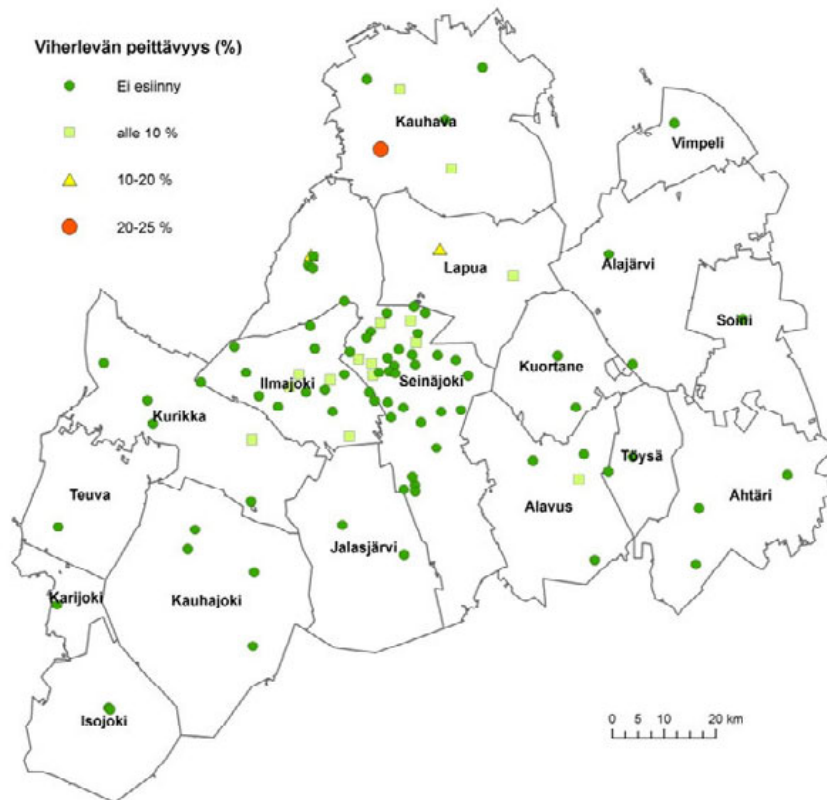 Viherlevän peittävyys (%)
Ei esiinny
alle 10 %
10-20 %
20-25 %
Kauhava
Vimpeli
Lapua
Alajärvi
Soini
Kuortane
Ilmajoki
Seinäjoki
Kurikka
Töysä
Teuva
Alavus
Ahtäri
Jalasjärvi
Karijoki
Kauhajoki
Isojoki
0 5 10 20 km